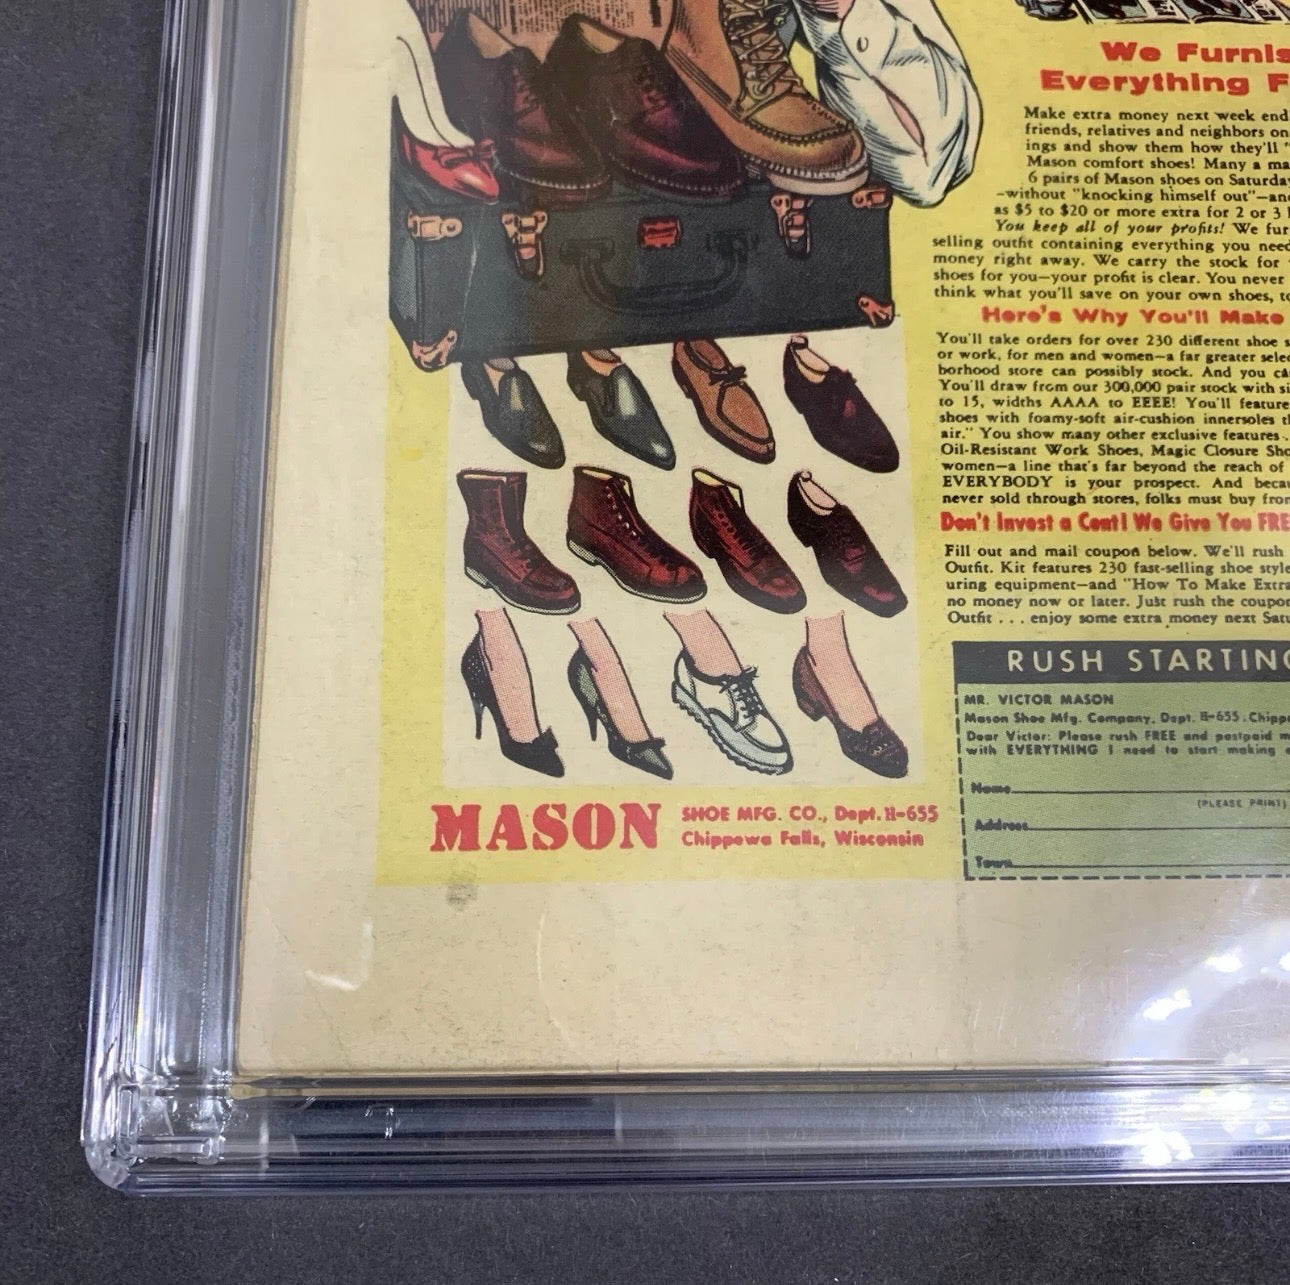 We Furnis
Everything F
Make extra money next week end
friends, relatives and neighbors on
ings and show them how they'll "
Mason comfort shoes! Many a ma
6 pairs of Mason shoes on Saturday
—without "knocking himself out"—and
as $5 to $20 or more extra for 2 or 3
You keep all of your profits! We fur
selling outfit containing everything you need
money right away. We carry the stock for
shoes for you—your profit is clear. You never
think what you'll save on your own shoes, to
Here's Why You'll Make
You'll take orders for over 230 different shoe s
or work, for men and women—a far greater selec
borhood store can possibly stock. And you ca
You'll draw from our 300,000 pair stock with si
to 15, widths AAAA to EEEE! You'll feature
shoes with foamy-soft air-cushion innersoles t
air." You show many other exclusive features..
Oil-Resistant Work Shoes, Magic Closure Sho
women—a line that's far beyond the reach of
EVERYBODY is your prospect. And becau
never sold through stores, folks must buy from
Don't Invest a Cent! We Give You FRE
Fill out and mail coupon below. We'll rush
Outfit. Kit features 230 fast-selling shoe style
uring equipment—and "How To Make Extra
no money now or later. Just rush the coupon
Outfit . . . enjoy some extra money next Satu
RUSH STARTING
MR. VICTOR MASON
Mason Shoe Mfg. Company, Dept. H-655, Chippe
Dear Victor: Please rush FREE and postpaid m
with EVERYTHING I need to start making e
Name
(PLEASE PRINT)
Address
Town
MASON SHOE MFG. CO., Dept. H-655
Chippewa Falls, Wisconsin